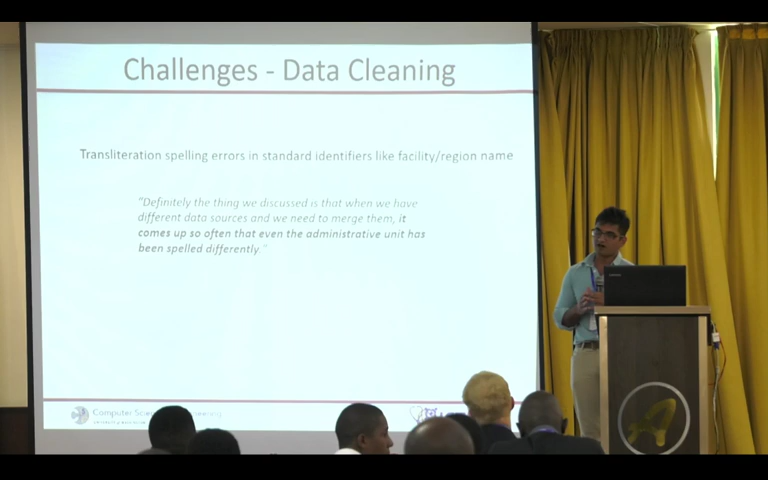 Challenges - Data Cleaning
Transliteration spelling errors in standard identifiers like facility/region name
"Definitely the thing we discussed is that when we have
different data sources and we need to merge them, it
comes up so often that even the administrative unit has
been spelled differently."
Computer Science